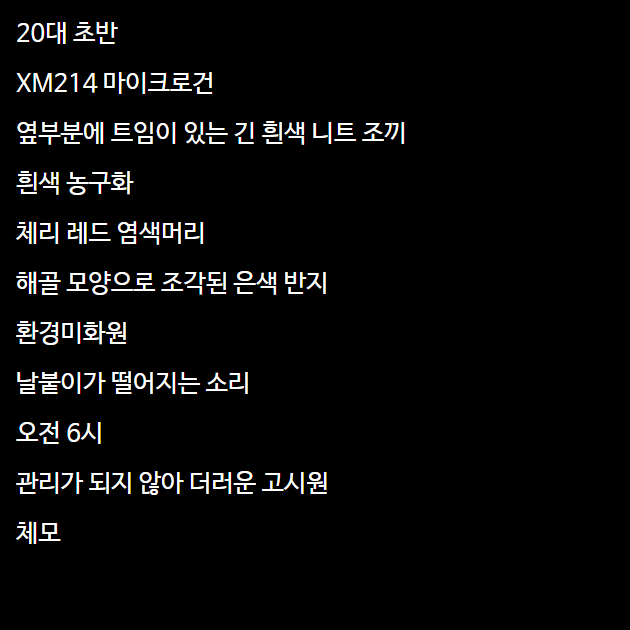 20대 초반
XM214 마이크로건
옆부분에 트임이 있는 긴 흰색 니트 조끼
흰색 농구화
체리 레드 염색머리
해골 모양으로 조각된 은색 반지
환경미화원
날붙이가 떨어지는 소리
오전 6시
관리가 되지 않아 더러운 고시원
체모